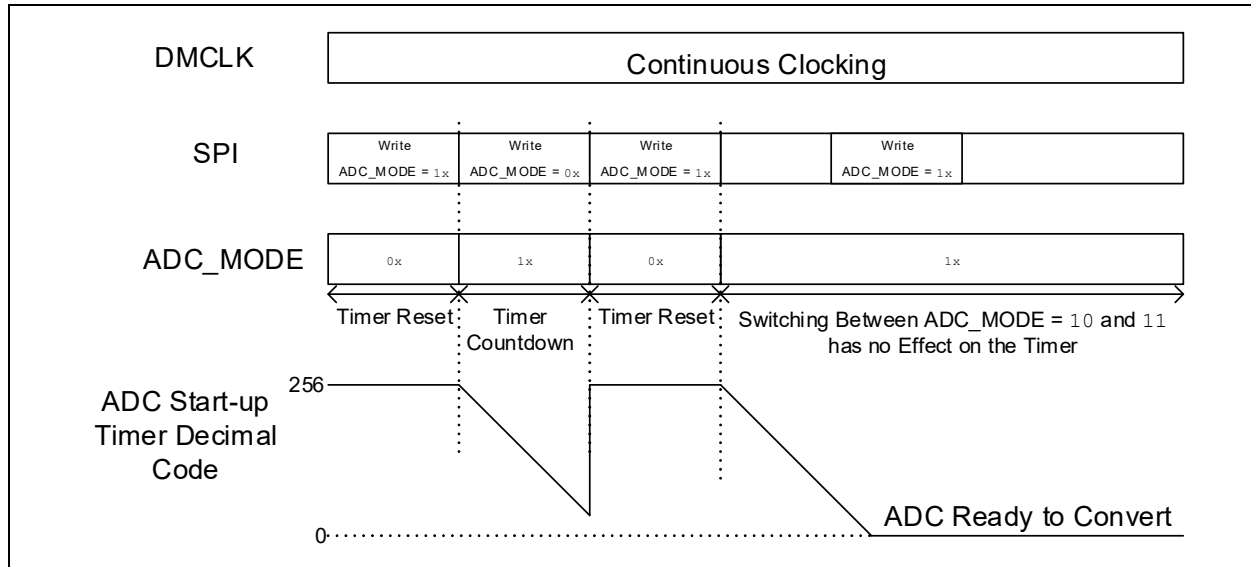 DMCLK
Continuous Clocking
SPI
Write
ADC_MODE = 1x
Write
ADC_MODE = 0x
Write
ADC_MODE = 1x
Write
ADC_MODE = 1x
ADC_MODE
0x
1x
0x
1x
Timer Reset
Timer
Countdown
Timer Reset
Switching Between ADC_MODE = 10 and 11
has no Effect on the Timer
ADC Start-up
Timer Decimal
Code
256
0
ADC Ready to Convert